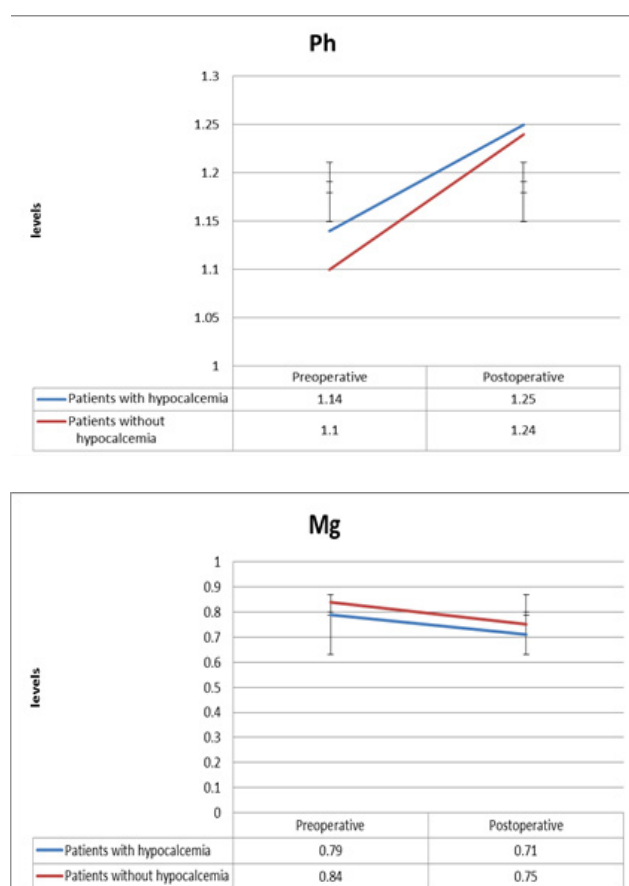 Ph
1.3
1.25
1.2
1.15
1.1
1.05
1
levels
Preoperative Postoperative
Patients with hypocalcemia 1.14 1.25
Patients without
hypocalcemia 1.1 1.24
Mg
1
0.9
0.8
0.7
0.6
0.5
0.4
0.3
0.2
0.1
0
levels
Preoperative Postoperative
Patients with hypocalcemia 0.79 0.71
Patients without hypocalcemia 0.84 0.75